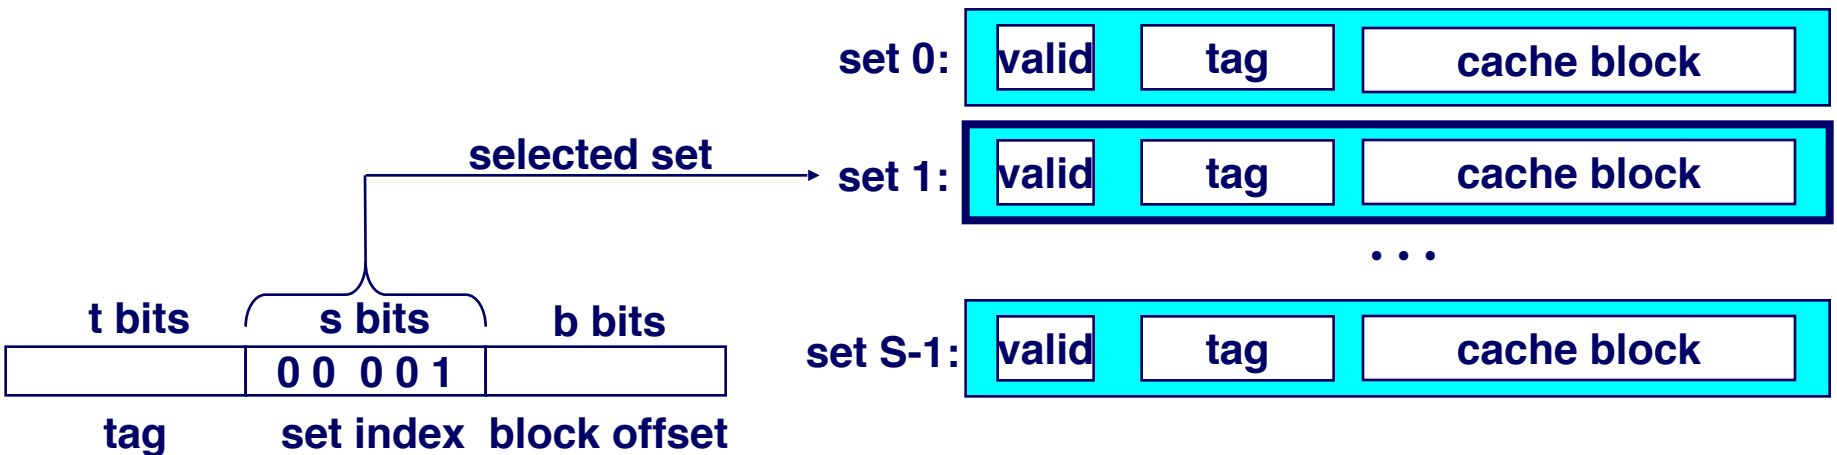 set 0: valid tag cache block
selected set
set 1: valid tag cache block
. . .
t bits s bits b bits
0 0 0 0 1
set S-1: valid tag cache block
tag set index block offset